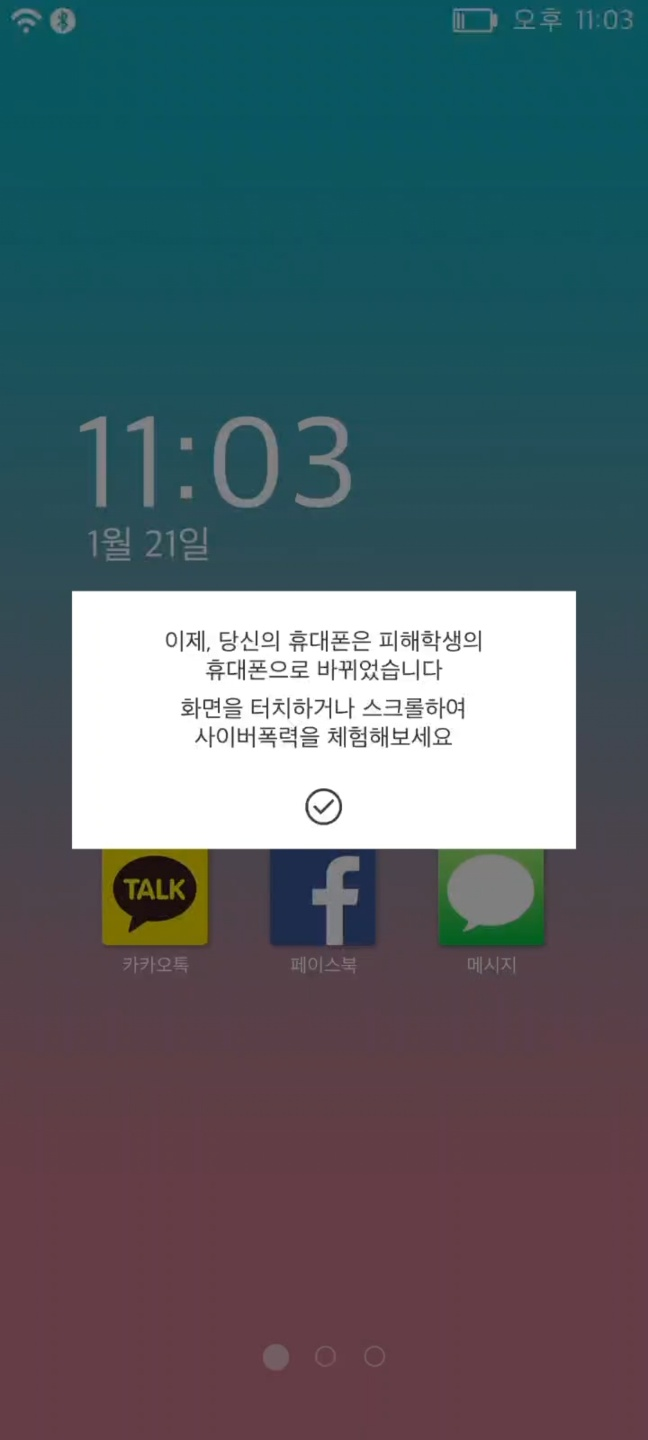 오후 11:03
11:03
1월 21일
이제, 당신의 휴대폰은 피해학생의
휴대폰으로 바뀌었습니다
화면을 터치하거나 스크롤하여
사이버폭력을 체험해보세요
TALK
f
카카오톡
페이스북
메시지